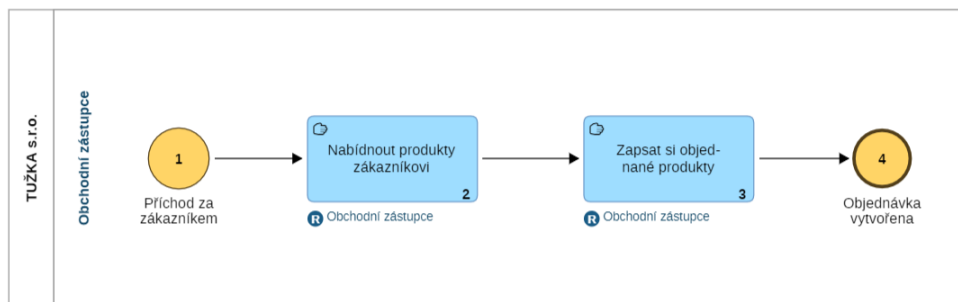 TUŽKA s.r.o.
Obchodní zástupce
1
Příchod za
zákazníkem
Nabídnout produkty
zákazníkovi
2
R Obchodní zástupce
Zapsat si objed-
nané produkty
3
R Obchodní zástupce
4
Objednávka
vytvořena